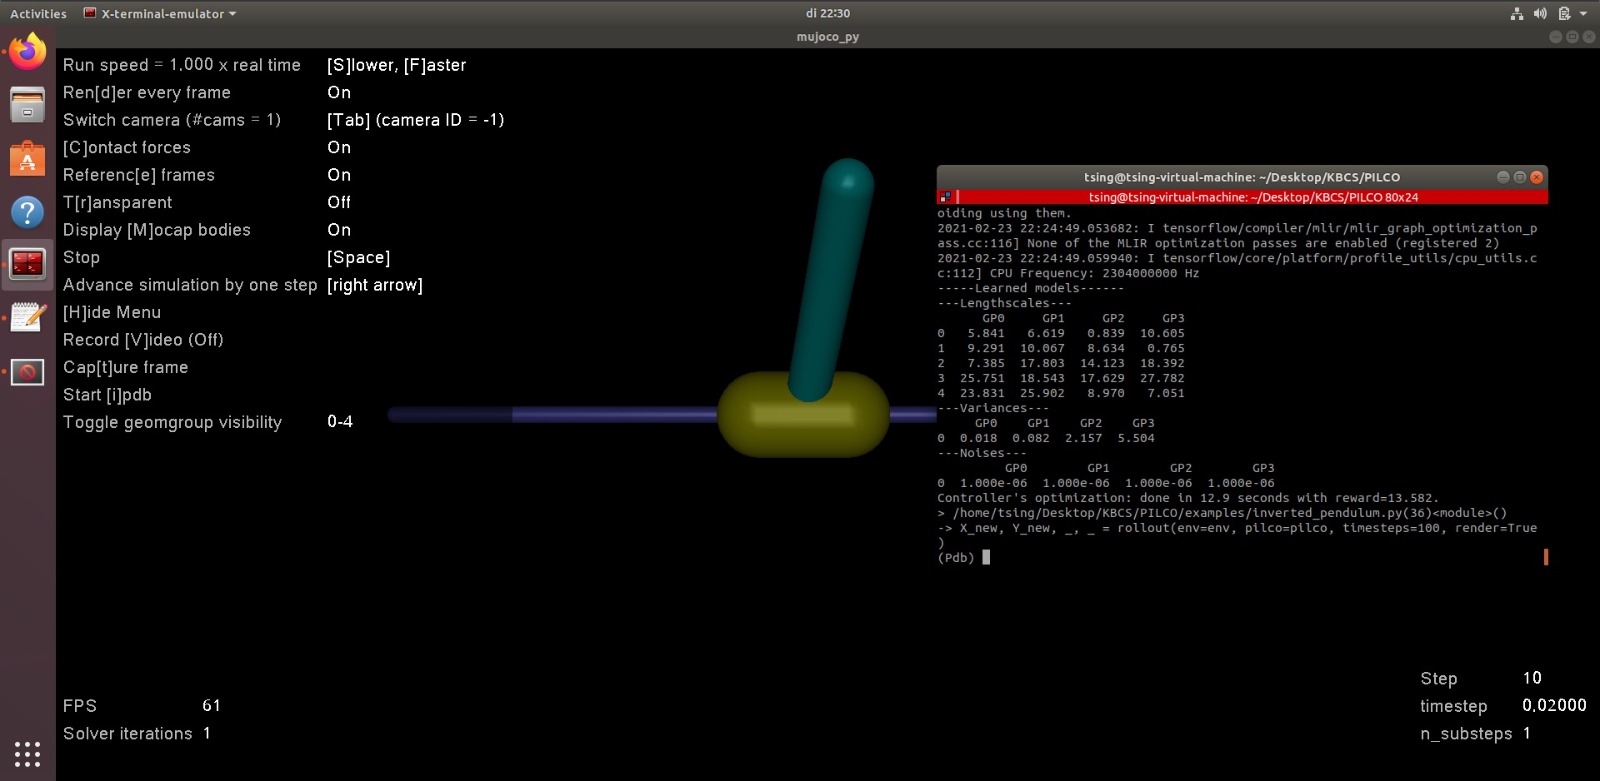 Activities X-terminal-emulator di 22:30
mujoco_py
Run speed = 1.000 x real time [S]lower, [F]aster
Ren[d]er every frame On
Switch camera (#cams = 1) [Tab] (camera ID = -1)
[C]ontact forces On
Referenc[e] frames On
T[r]ansparent Off
Display [M]ocap bodies On
Stop [Space]
Advance simulation by one step [right arrow]
[H]ide Menu
Record [V]ideo (Off)
Cap[t]ure frame
Start [i]pdb
Toggle geomgroup visibility 0-4
FPS 61
Solver iterations 1
tsing@tsing-virtual-machine: ~/Desktop/KBCS/PILCO
tsing@tsing-virtual-machine: ~/Desktop/KBCS/PILCO 80x24
oiding using them.
2021-02-23 22:24:49.053682: I tensorflow/compiler/mlir/mlir_graph_optimization_p
ass.cc:116] None of the MLIR optimization passes are enabled (registered 2)
2021-02-23 22:24:49.059940: I tensorflow/core/platform/profile_utils/cpu_utils.c
c:112] CPU Frequency: 2304000000 Hz
-----Learned models------
---Lengthscales---
GP0 GP1 GP2 GP3
0 5.841 6.619 0.839 10.605
1 9.291 10.067 8.634 0.765
2 7.385 17.803 14.123 18.392
3 25.751 18.543 17.629 27.782
4 23.831 25.902 8.970 7.051
---Variances---
GP0 GP1 GP2 GP3
0 0.018 0.082 2.157 5.504
---Noises---
GP0 GP1 GP2 GP3
0 1.000e-06 1.000e-06 1.000e-06 1.000e-06
Controller's optimization: done in 12.9 seconds with reward=13.582.
> /home/tsing/Desktop/KBCS/PILCO/examples/inverted_pendulum.py(36)<module>()
-> X_new, Y_new, _, _ = rollout(env=env, pilco=pilco, timesteps=100, render=True
)
(Pdb)
Step 10
timestep 0.02000
n_substeps 1